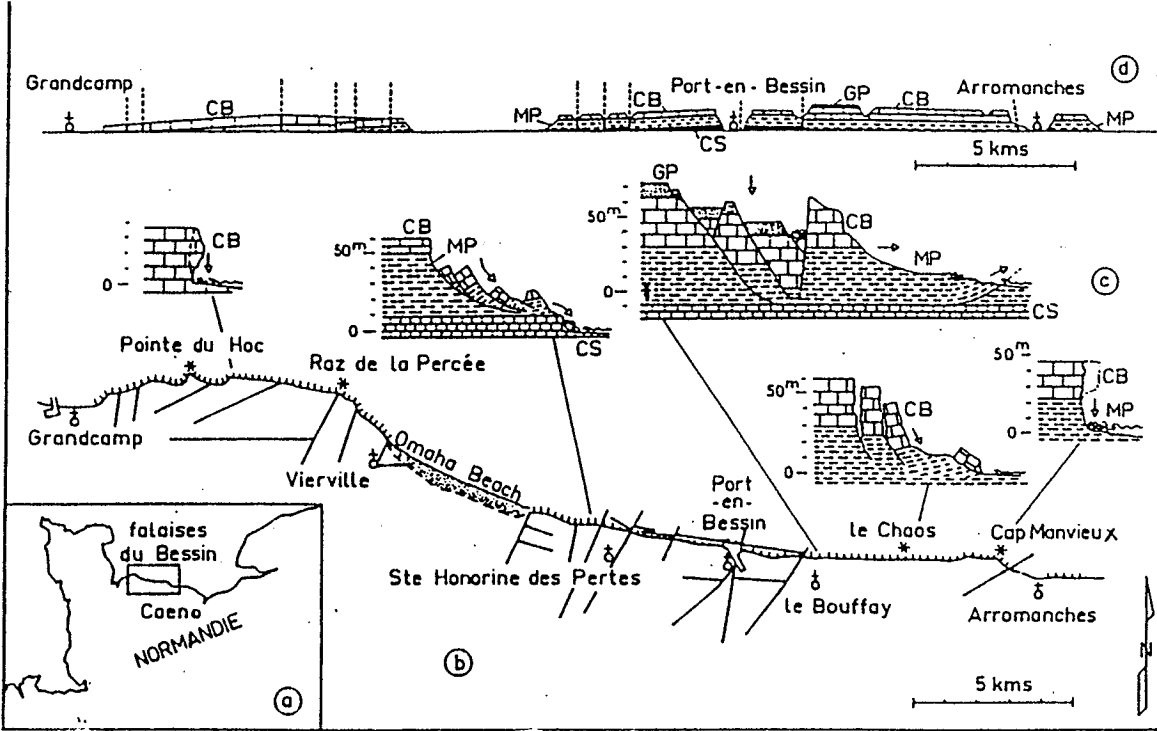 d
Grandcamp
CB
MP
CB
CS
Port-en-Bessin
GP
CB
Arromanches
MP
5 kms
CB
0
50m
CB
MP
0
CS
GP
50m
0
CB
MP
CS
c
50m
0
CB
50m
0
CB
MP
Pointe du Hoc
Raz de la Percée
Grandcamp
Vierville
Omaha Beach
Ste Honorine des Pertes
Port
-en-
Bessin
le Bouffay
le Chaos
Cap Manvieux
Arromanches
falaises
du Bessin
Caen
NORMANDIE
a
b
N
5 kms